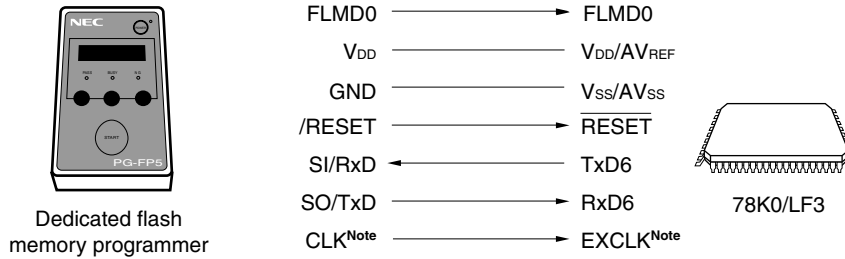 NEC
POWER
PASS BUSY N.G
START
PG-FP5
Dedicated flash
memory programmer
FLMD0 FLMD0
VDD VDD/AVREF
GND VSS/AVSS
/RESET RESET
SI/RxD TxD6
SO/TxD RxD6
CLKNote EXCLKNote
78K0/LF3